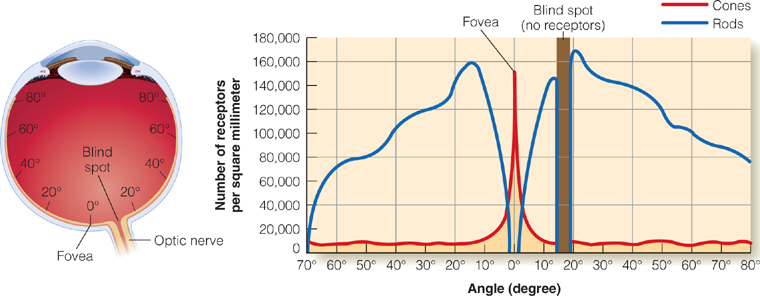 80° 80°
60° 60°
Blind
spot
40° 40°
20° 20°
0°
Optic nerve
Fovea
Cones
Rods
Blind spot
(no receptors)
Fovea
Number of receptors
per square millimeter
180,000
160,000
140,000
120,000
100,000
80,000
60,000
40,000
20,000
0
70° 60° 50° 40° 30° 20° 10° 0° 10° 20° 30° 40° 50° 60° 70° 80°
Angle (degree)